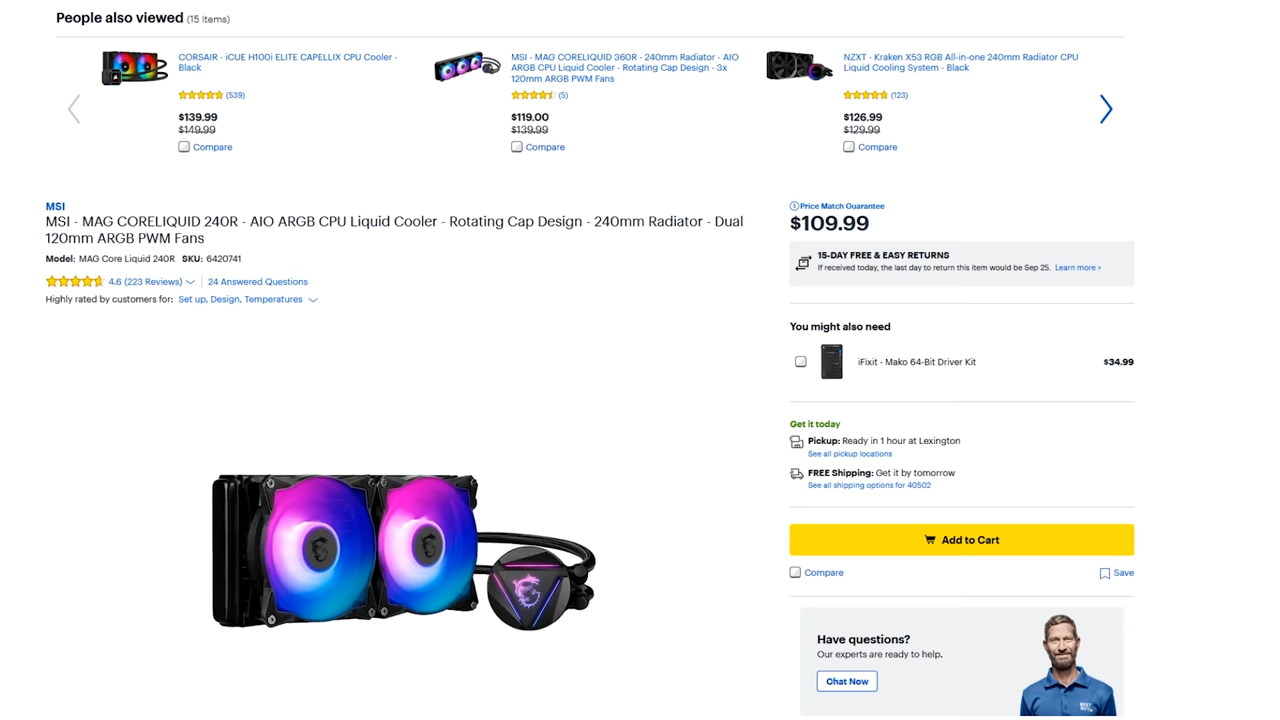 People also viewed (15 Items)
CORSAIR - iCUE H100i ELITE CAPELLIX CPU Cooler -
Black
(539)
$139.99
$149.99
Compare
MSI - MAG CORELIQUID 360R - 240mm Radiator - AIO
ARGB CPU Liquid Cooler - Rotating Cap Design - 3x
120mm ARGB PWM Fans
(5)
$119.00
$139.99
Compare
NZXT - Kraken X53 RGB All-in-one 240mm Radiator CPU
Liquid Cooling System - Black
(123)
$126.99
$129.99
Compare
MSI
MSI - MAG CORELIQUID 240R - AIO ARGB CPU Liquid Cooler - Rotating Cap Design - 240mm Radiator - Dual
120mm ARGB PWM Fans
Model: MAG Core Liquid 240R SKU: 6420741
4.6 (223 Reviews) 24 Answered Questions
Highly rated by customers for: Set up, Design, Temperatures
Price Match Guarantee
$109.99
15-DAY FREE & EASY RETURNS
If received today, the last day to return this item would be Sep 25. Learn more >
You might also need
iFixit - Mako 64-Bit Driver Kit $34.99
Get it today
Pickup: Ready in 1 hour at Lexington
See all pickup locations
FREE Shipping: Get it by tomorrow
See all shipping options for 40502
Add to Cart
Compare Save
Have questions?
Our experts are ready to help.
Chat Now
BEST
BUY